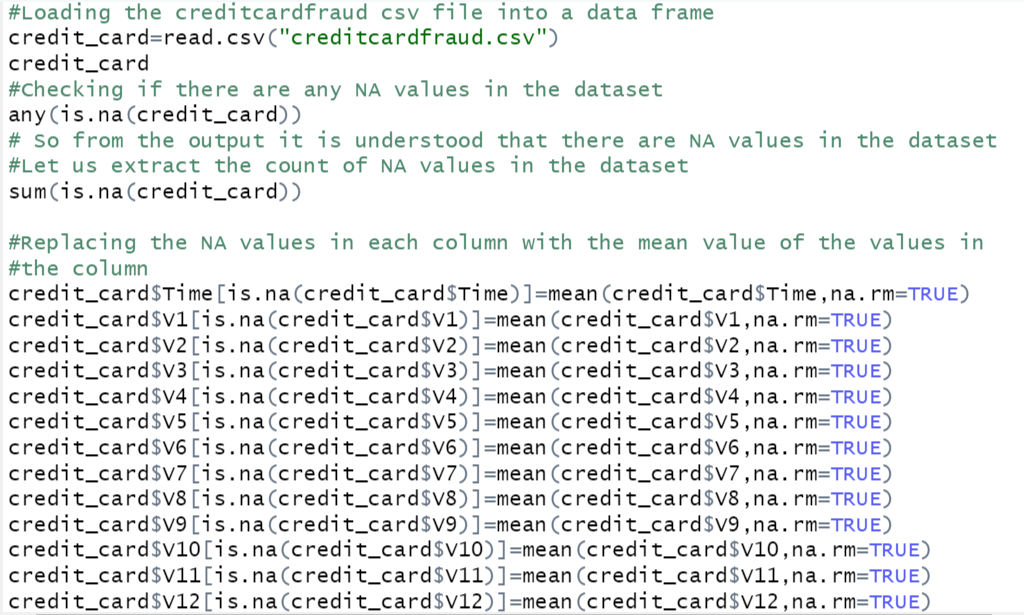 #Loading the creditcardfraud csv file into a data frame
credit_card=read.csv("creditcardfraud.csv")
credit_card
#Checking if there are any NA values in the dataset
any(is.na(credit_card))
# So from the output it is understood that there are NA values in the dataset
#Let us extract the count of NA values in the dataset
sum(is.na(credit_card))
#Replacing the NA values in each column with the mean value of the values in
#the column
credit_card$Time[is.na(credit_card$Time)]=mean(credit_card$Time,na.rm=TRUE)
credit_card$V1[is.na(credit_card$V1)]=mean(credit_card$V1,na.rm=TRUE)
credit_card$V2[is.na(credit_card$V2)]=mean(credit_card$V2,na.rm=TRUE)
credit_card$V3[is.na(credit_card$V3)]=mean(credit_card$V3,na.rm=TRUE)
credit_card$V4[is.na(credit_card$V4)]=mean(credit_card$V4,na.rm=TRUE)
credit_card$V5[is.na(credit_card$V5)]=mean(credit_card$V5,na.rm=TRUE)
credit_card$V6[is.na(credit_card$V6)]=mean(credit_card$V6,na.rm=TRUE)
credit_card$V7[is.na(credit_card$V7)]=mean(credit_card$V7,na.rm=TRUE)
credit_card$V8[is.na(credit_card$V8)]=mean(credit_card$V8,na.rm=TRUE)
credit_card$V9[is.na(credit_card$V9)]=mean(credit_card$V9,na.rm=TRUE)
credit_card$V10[is.na(credit_card$V10)]=mean(credit_card$V10,na.rm=TRUE)
credit_card$V11[is.na(credit_card$V11)]=mean(credit_card$V11,na.rm=TRUE)
credit_card$V12[is.na(credit_card$V12)]=mean(credit_card$V12,na.rm=TRUE)